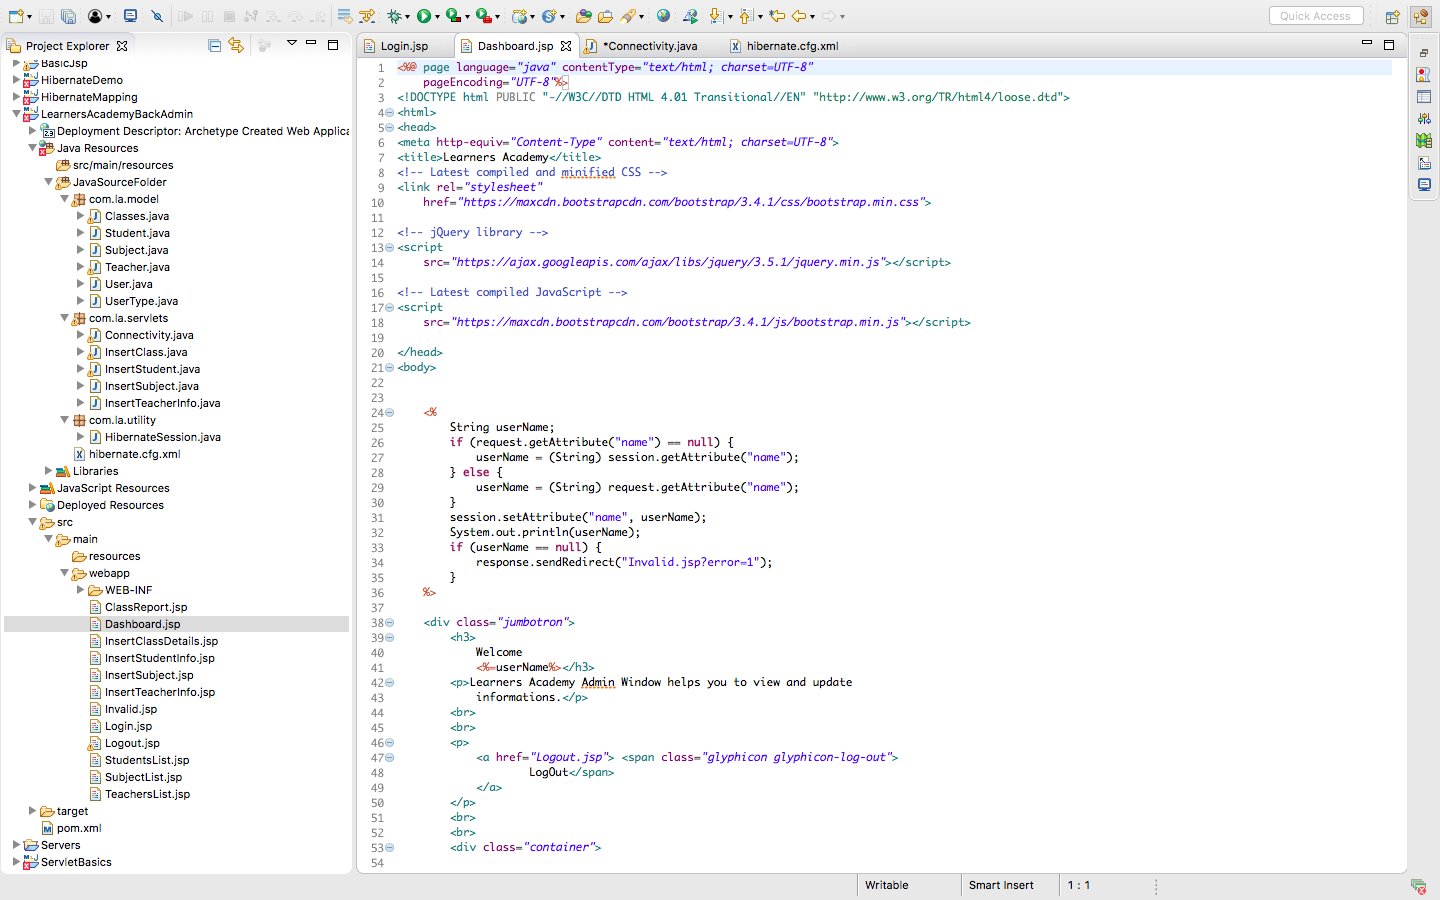 Quick Access
Project Explorer
BasicJsp
HibernateDemo
HibernateMapping
LearnersAcademyBackAdmin
Deployment Descriptor: Archetype Created Web Applica
Java Resources
src/main/resources
JavaSourceFolder
com.la.model
Classes.java
Student.java
Subject.java
Teacher.java
User.java
UserType.java
com.la.servlets
Connectivity.java
InsertClass.java
InsertStudent.java
InsertSubject.java
InsertTeacherInfo.java
com.la.utility
HibernateSession.java
hibernate.cfg.xml
Libraries
JavaScript Resources
Deployed Resources
src
main
resources
webapp
WEB-INF
ClassReport.jsp
Dashboard.jsp
InsertClassDetails.jsp
InsertStudentInfo.jsp
InsertSubject.jsp
InsertTeacherInfo.jsp
Invalid.jsp
Login.jsp
Logout.jsp
StudentsList.jsp
SubjectList.jsp
TeachersList.jsp
target
pom.xml
Servers
ServletBasics
Login.jsp Dashboard.jsp *Connectivity.java hibernate.cfg.xml
1 <%@ page language="java" contentType="text/html; charset=UTF-8"
2 pageEncoding="UTF-8"%>
3 <!DOCTYPE html PUBLIC "-//W3C//DTD HTML 4.01 Transitional//EN" "http://www.w3.org/TR/html4/loose.dtd">
4 <html>
5 <head>
6 <meta http-equiv="Content-Type" content="text/html; charset=UTF-8">
7 <title>Learners Academy</title>
8 <!-- Latest compiled and minified CSS -->
9 <link rel="stylesheet"
10 href="https://maxcdn.bootstrapcdn.com/bootstrap/3.4.1/css/bootstrap.min.css">
11
12 <!-- jQuery library -->
13 <script
14 src="https://ajax.googleapis.com/ajax/libs/jquery/3.5.1/jquery.min.js"></script>
15
16 <!-- Latest compiled JavaScript -->
17 <script
18 src="https://maxcdn.bootstrapcdn.com/bootstrap/3.4.1/js/bootstrap.min.js"></script>
19
20 </head>
21 <body>
22
23
24 <%
25 String userName;
26 if (request.getAttribute("name") == null) {
27 userName = (String) session.getAttribute("name");
28 } else {
29 userName = (String) request.getAttribute("name");
30 }
31 session.setAttribute("name", userName);
32 System.out.println(userName);
33 if (userName == null) {
34 response.sendRedirect("Invalid.jsp?error=1");
35 }
36 %>
37
38 <div class="jumbotron">
39 <h3>
40 Welcome
41 <%=userName%></h3>
42 <p>Learners Academy Admin Window helps you to view and update
43 informations.</p>
44 <br>
45 <br>
46 <p>
47 <a href="Logout.jsp"> <span class="glyphicon glyphicon-log-out">
48 LogOut</span>
49 </a>
50 </p>
51 <br>
52 <br>
53 <div class="container">
54
Writable Smart Insert 1 : 1